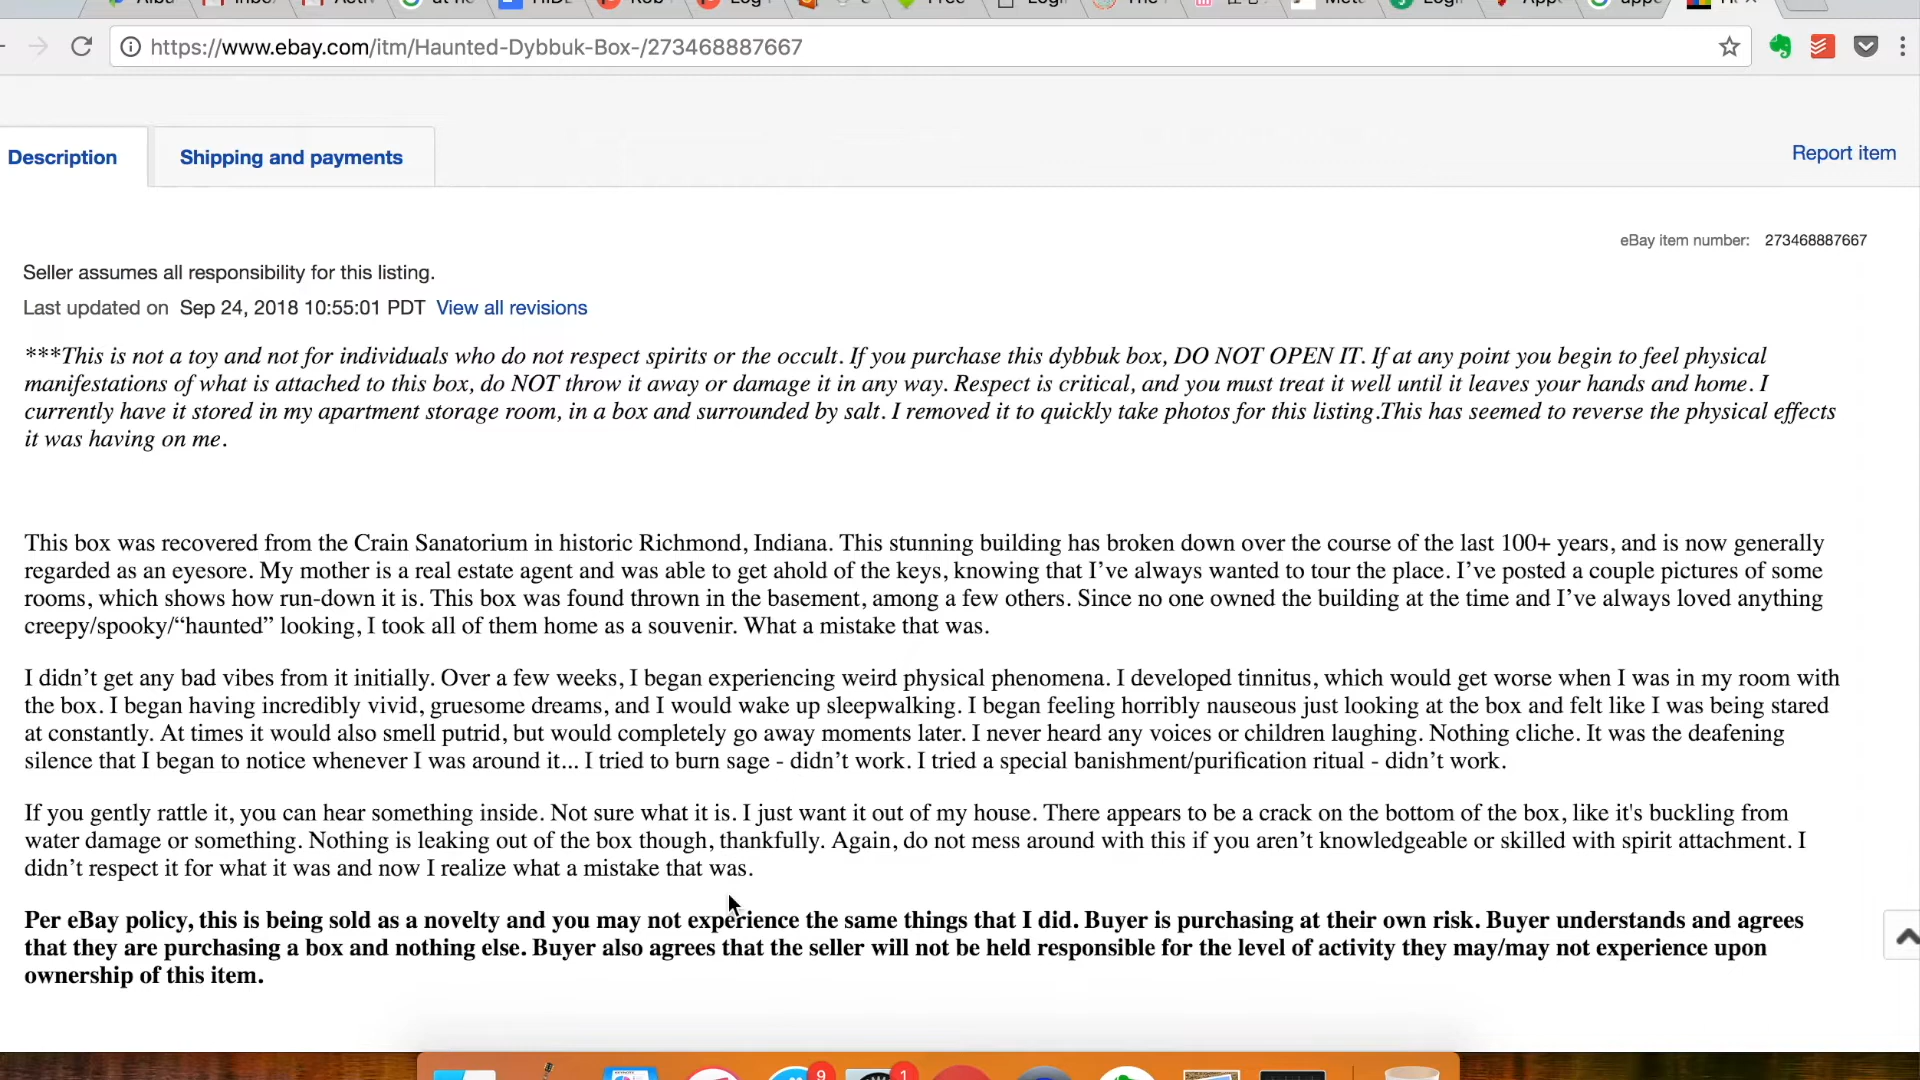 https://www.ebay.com/itm/Haunted-Dybbuk-Box-/273468887667
Description
Shipping and payments
Report item
eBay item number: 273468887667
Seller assumes all responsibility for this listing.
Last updated on Sep 24, 2018 10:55:01 PDT View all revisions
***This is not a toy and not for individuals who do not respect spirits or the occult. If you purchase this dybbuk box, DO NOT OPEN IT. If at any point you begin to feel physical
manifestations of what is attached to this box, do NOT throw it away or damage it in any way. Respect is critical, and you must treat it well until it leaves your hands and home. I
currently have it stored in my apartment storage room, in a box and surrounded by salt. I removed it to quickly take photos for this listing.This has seemed to reverse the physical effects
it was having on me.
This box was recovered from the Crain Sanatorium in historic Richmond, Indiana. This stunning building has broken down over the course of the last 100+ years, and is now generally
regarded as an eyesore. My mother is a real estate agent and was able to get ahold of the keys, knowing that I’ve always wanted to tour the place. I’ve posted a couple pictures of some
rooms, which shows how run-down it is. This box was found thrown in the basement, among a few others. Since no one owned the building at the time and I’ve always loved anything
creepy/spooky/“haunted” looking, I took all of them home as a souvenir. What a mistake that was.
I didn’t get any bad vibes from it initially. Over a few weeks, I began experiencing weird physical phenomena. I developed tinnitus, which would get worse when I was in my room with
the box. I began having incredibly vivid, gruesome dreams, and I would wake up sleepwalking. I began feeling horribly nauseous just looking at the box and felt like I was being stared
at constantly. At times it would also smell putrid, but would completely go away moments later. I never heard any voices or children laughing. Nothing cliche. It was the deafening
silence that I began to notice whenever I was around it... I tried to burn sage - didn’t work. I tried a special banishment/purification ritual - didn’t work.
If you gently rattle it, you can hear something inside. Not sure what it is. I just want it out of my house. There appears to be a crack on the bottom of the box, like it's buckling from
water damage or something. Nothing is leaking out of the box though, thankfully. Again, do not mess around with this if you aren’t knowledgeable or skilled with spirit attachment. I
didn’t respect it for what it was and now I realize what a mistake that was.
Per eBay policy, this is being sold as a novelty and you may not experience the same things that I did. Buyer is purchasing at their own risk. Buyer understands and agrees
that they are purchasing a box and nothing else. Buyer also agrees that the seller will not be held responsible for the level of activity they may/may not experience upon
ownership of this item.
9
1